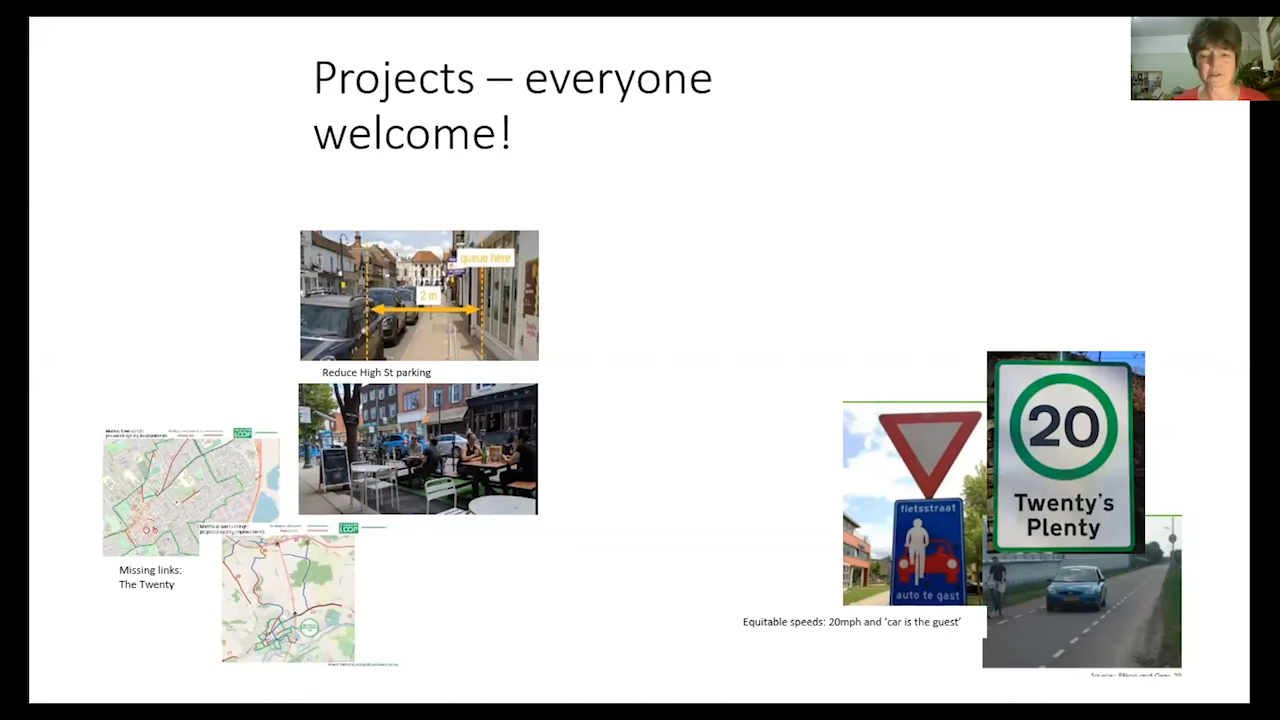 Projects – everyone
welcome!
queue here
2 m
Reduce High St parking
Missing links:
The Twenty
fietsstraat
auto te gast
20
Twenty's
Plenty
Equitable speeds: 20mph and ‘car is the guest’